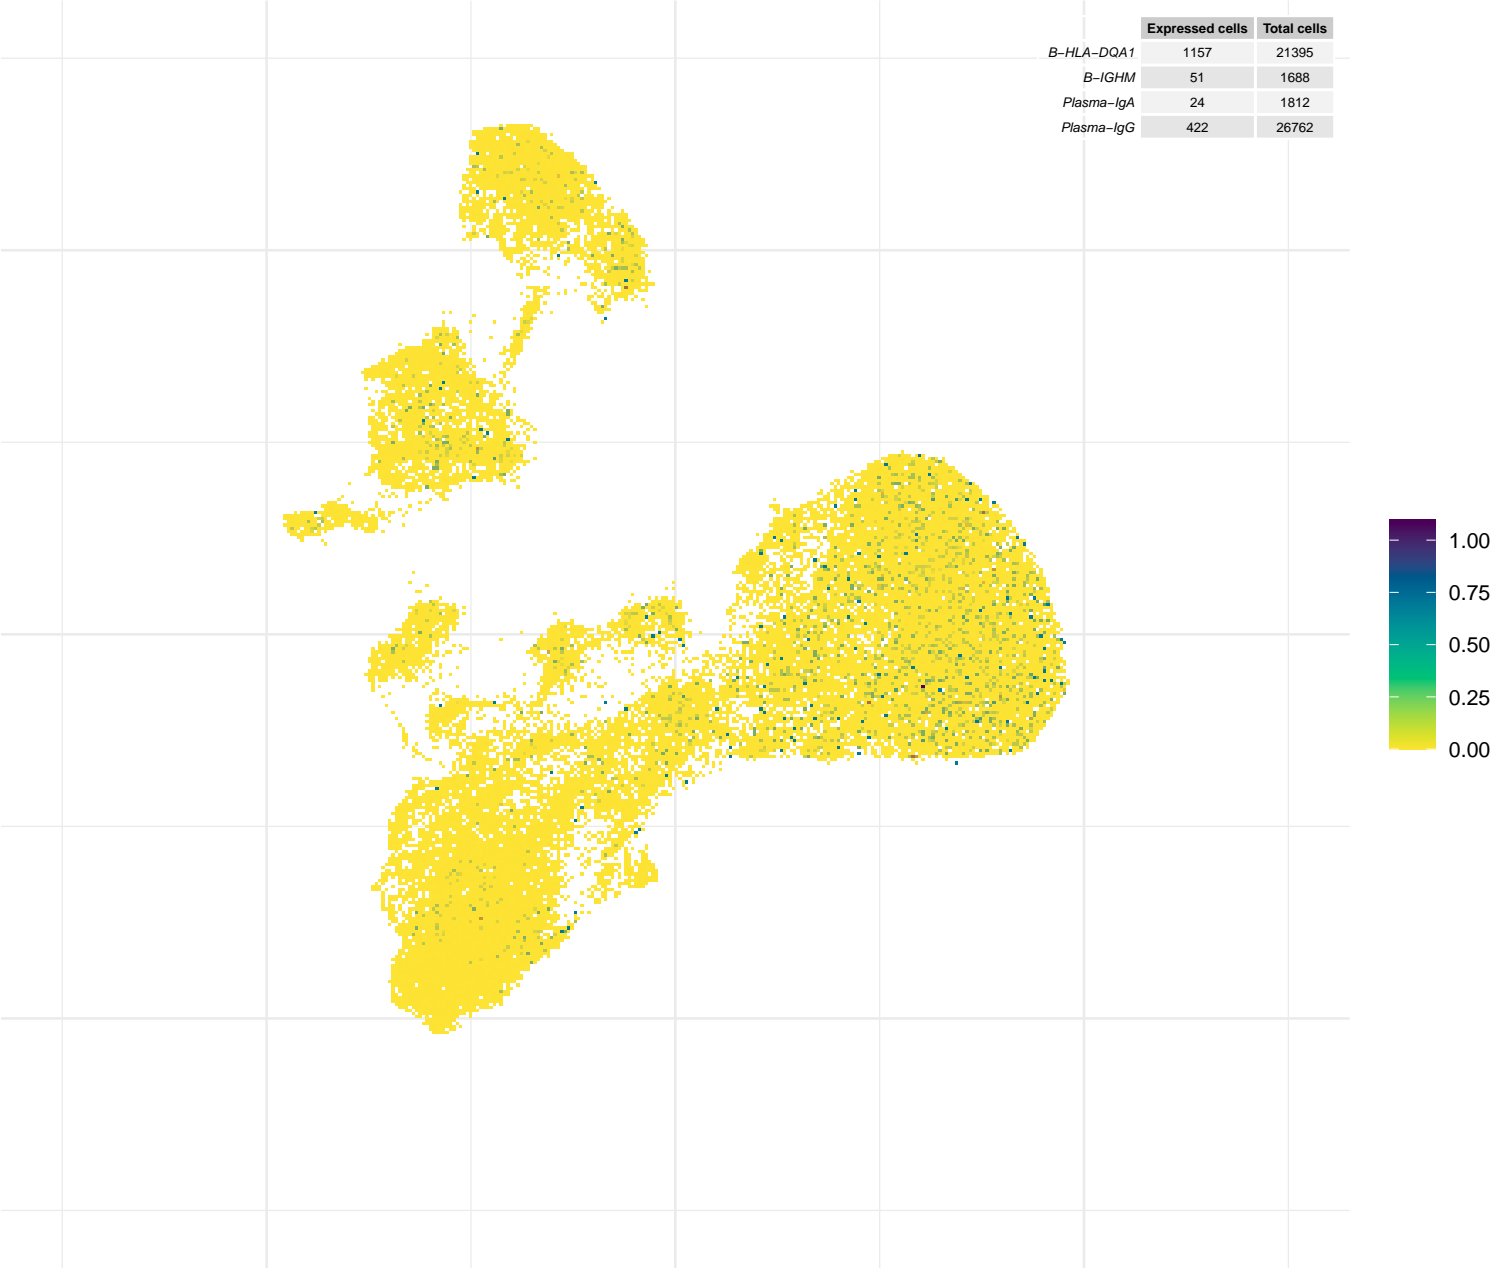 Expressed cells Total cells
B−HLA−DQA1 1157 21395
B−IGHM 51 1688
Plasma−IgA 24 1812
Plasma−IgG 422 26762
1.00
0.75
0.50
0.25
0.00